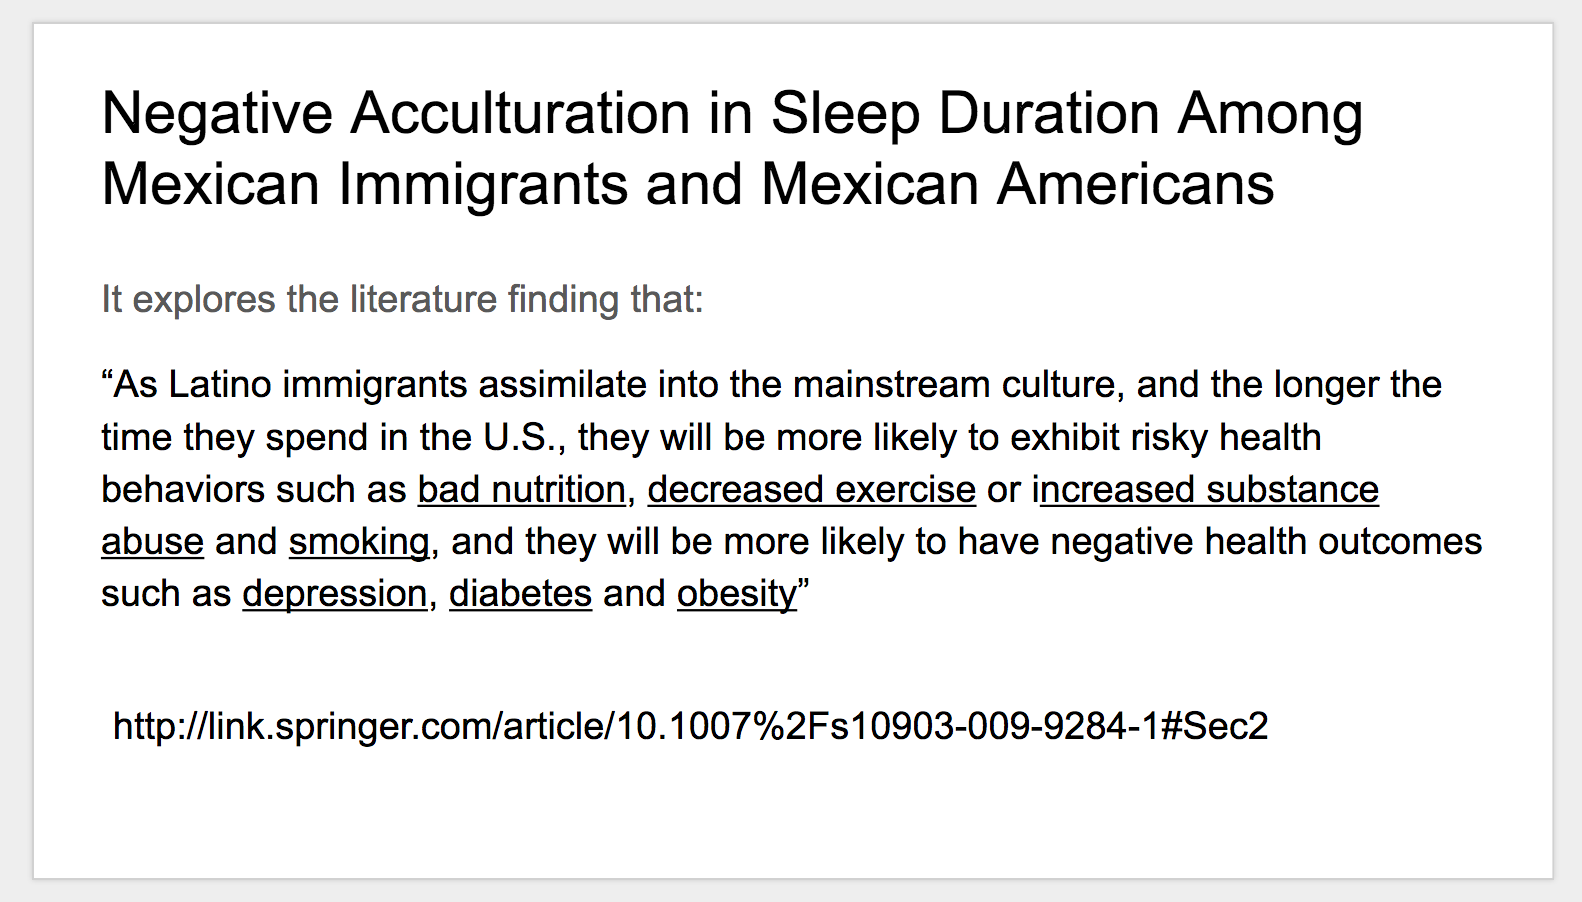 Negative Acculturation in Sleep Duration Among
Mexican Immigrants and Mexican Americans
It explores the literature finding that:
“As Latino immigrants assimilate into the mainstream culture, and the longer the
time they spend in the U.S., they will be more likely to exhibit risky health
behaviors such as bad nutrition, decreased exercise or increased substance
abuse and smoking, and they will be more likely to have negative health outcomes
such as depression, diabetes and obesity”
http://link.springer.com/article/10.1007%2Fs10903-009-9284-1#Sec2